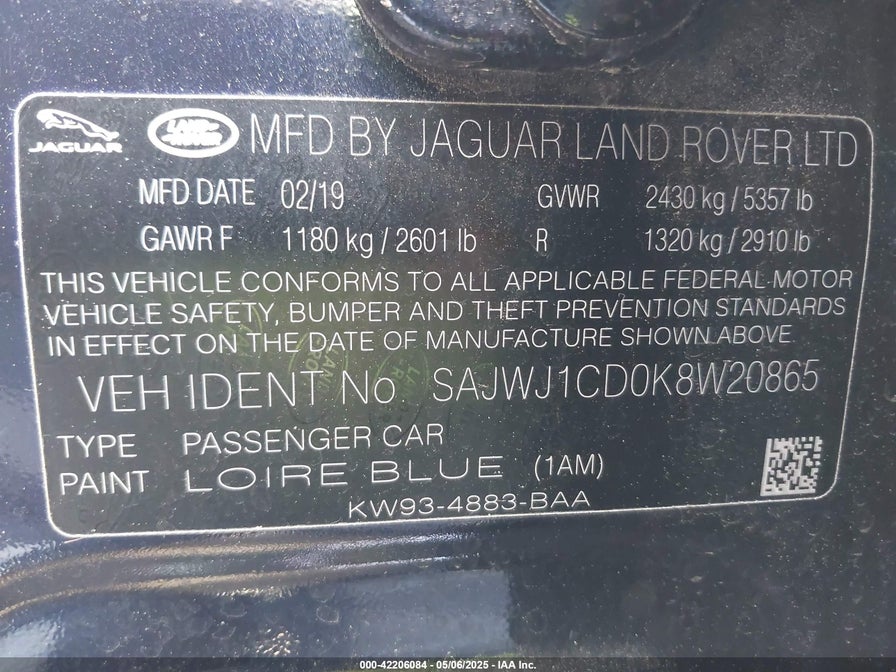 JAGUAR LAND ROVER MFD BY JAGUAR LAND ROVER LTD
MFD DATE 02/19 GVWR 2430 kg / 5357 lb
GAWR F 1180 kg / 2601 lb R 1320 kg / 2910 lb
THIS VEHICLE CONFORMS TO ALL APPLICABLE FEDERAL MOTOR
VEHICLE SAFETY, BUMPER AND THEFT PREVENTION STANDARDS
IN EFFECT ON THE DATE OF MANUFACTURE SHOWN ABOVE
VEH IDENT No SAJWJ1CD0K8W20865
TYPE PASSENGER CAR
PAINT LOIRE BLUE (1AM)
KW93-4883-BAA
000-42206084 - 05/06/2025 - IAA Inc.